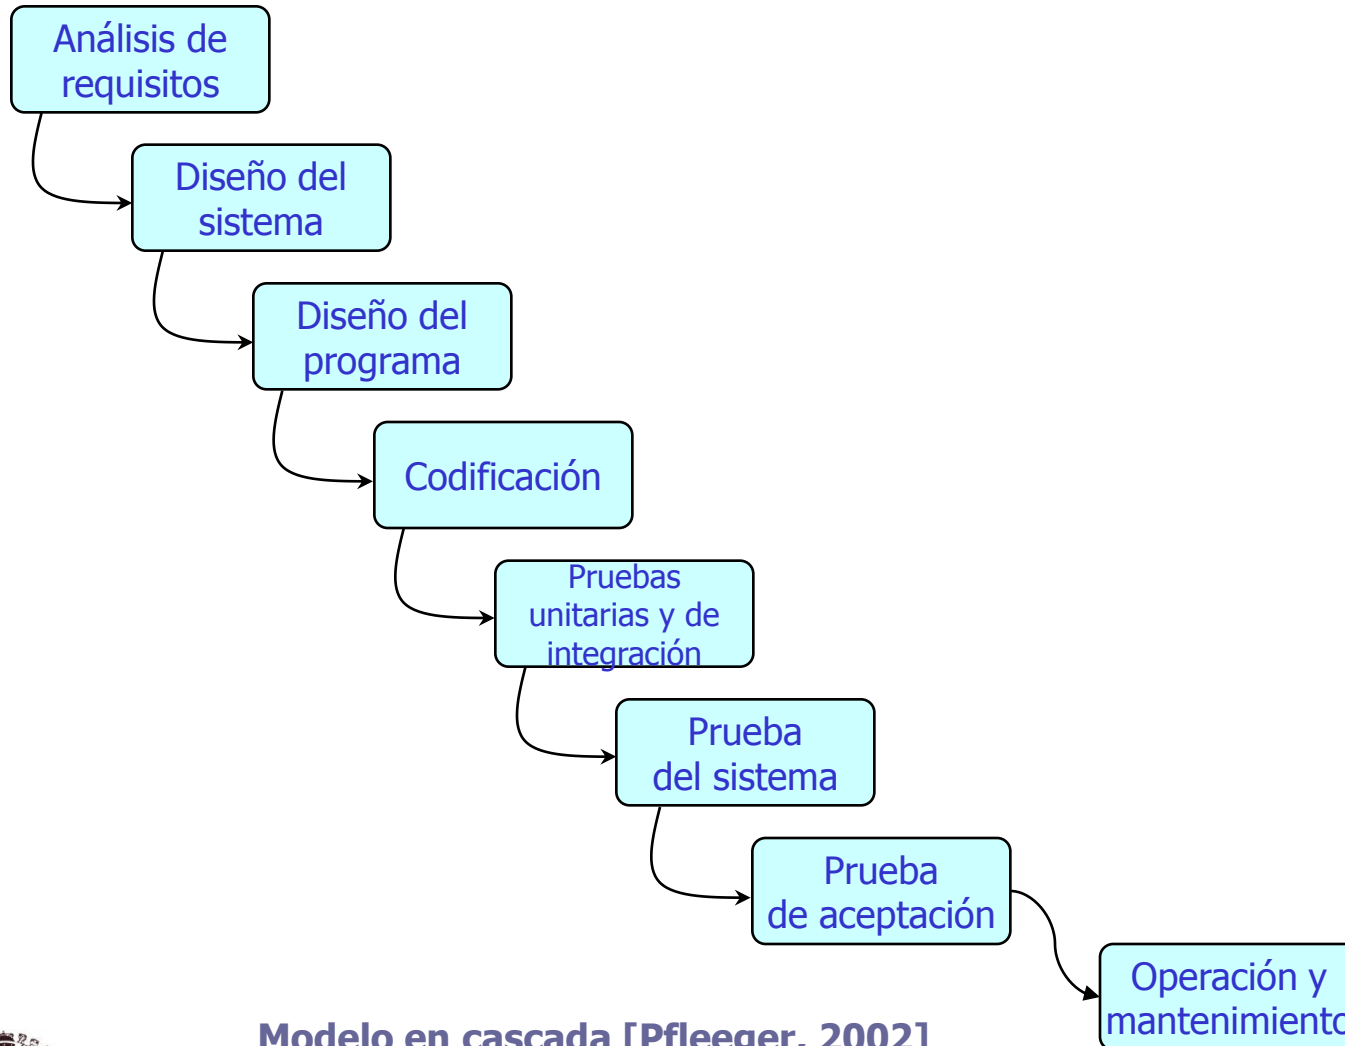 Análisis de
requisitos
Diseño del
sistema
Diseño del
programa
Codificación
Pruebas
unitarias y de
integración
Prueba
del sistema
Prueba
de aceptación
Operación y
mantenimiento
Modelo en cascada [Pfleeger, 2002]